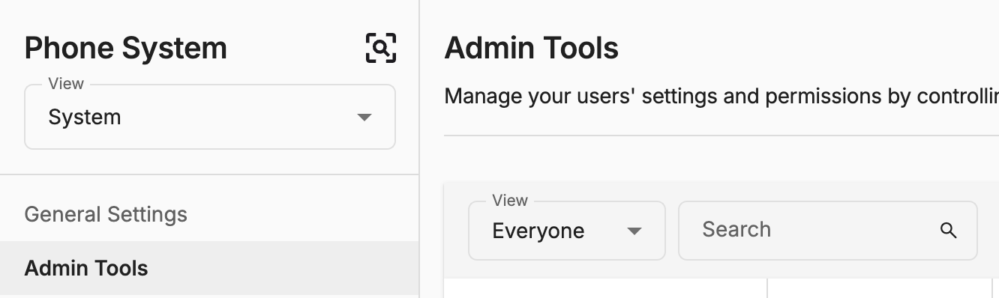 Phone System
View
System
General Settings
Admin Tools
Admin Tools
Manage your users' settings and permissions by
View
Everyone
Search